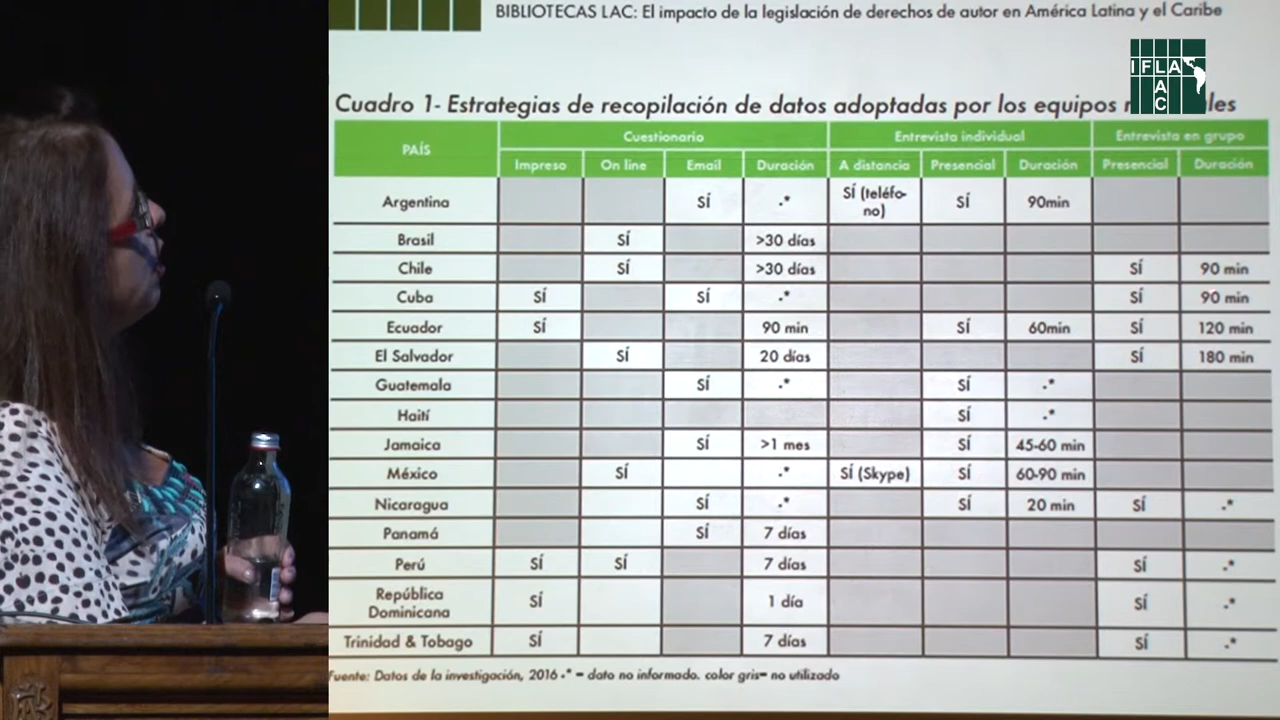 BIBLIOTECAS LAC: El impacto de la legislación de derechos de autor en América Latina y el Caribe
IFLA
LAC
Cuadro 1- Estrategias de recopilación de datos adoptadas por los equipos
PAÍS Cuestionario Entrevista individual Entrevista en grupo
Impreso On line Email Duración A distancia Presencial Duración Presencial Duración
Argentina SÍ .* SÍ (teléfo-
no) SÍ 90min
Brasil SÍ >30 días
Chile SÍ >30 días SÍ 90 min
Cuba SÍ SÍ .* SÍ 90 min
Ecuador SÍ 90 min SÍ 60min SÍ 120 min
El Salvador SÍ 20 días SÍ 180 min
Guatemala SÍ .* SÍ .*
Haití SÍ .*
Jamaica SÍ >1 mes SÍ 45-60 min
México SÍ .* SÍ (Skype) SÍ 60-90 min
Nicaragua SÍ .* SÍ 20 min SÍ .*
Panamá SÍ 7 días
Perú SÍ SÍ 7 días SÍ .*
República
Dominicana SÍ 1 día SÍ .*
Trinidad & Tobago SÍ 7 días SÍ .*
Fuente: Datos de la investigación, 2016 .* = dato no informado. color gris= no utilizado